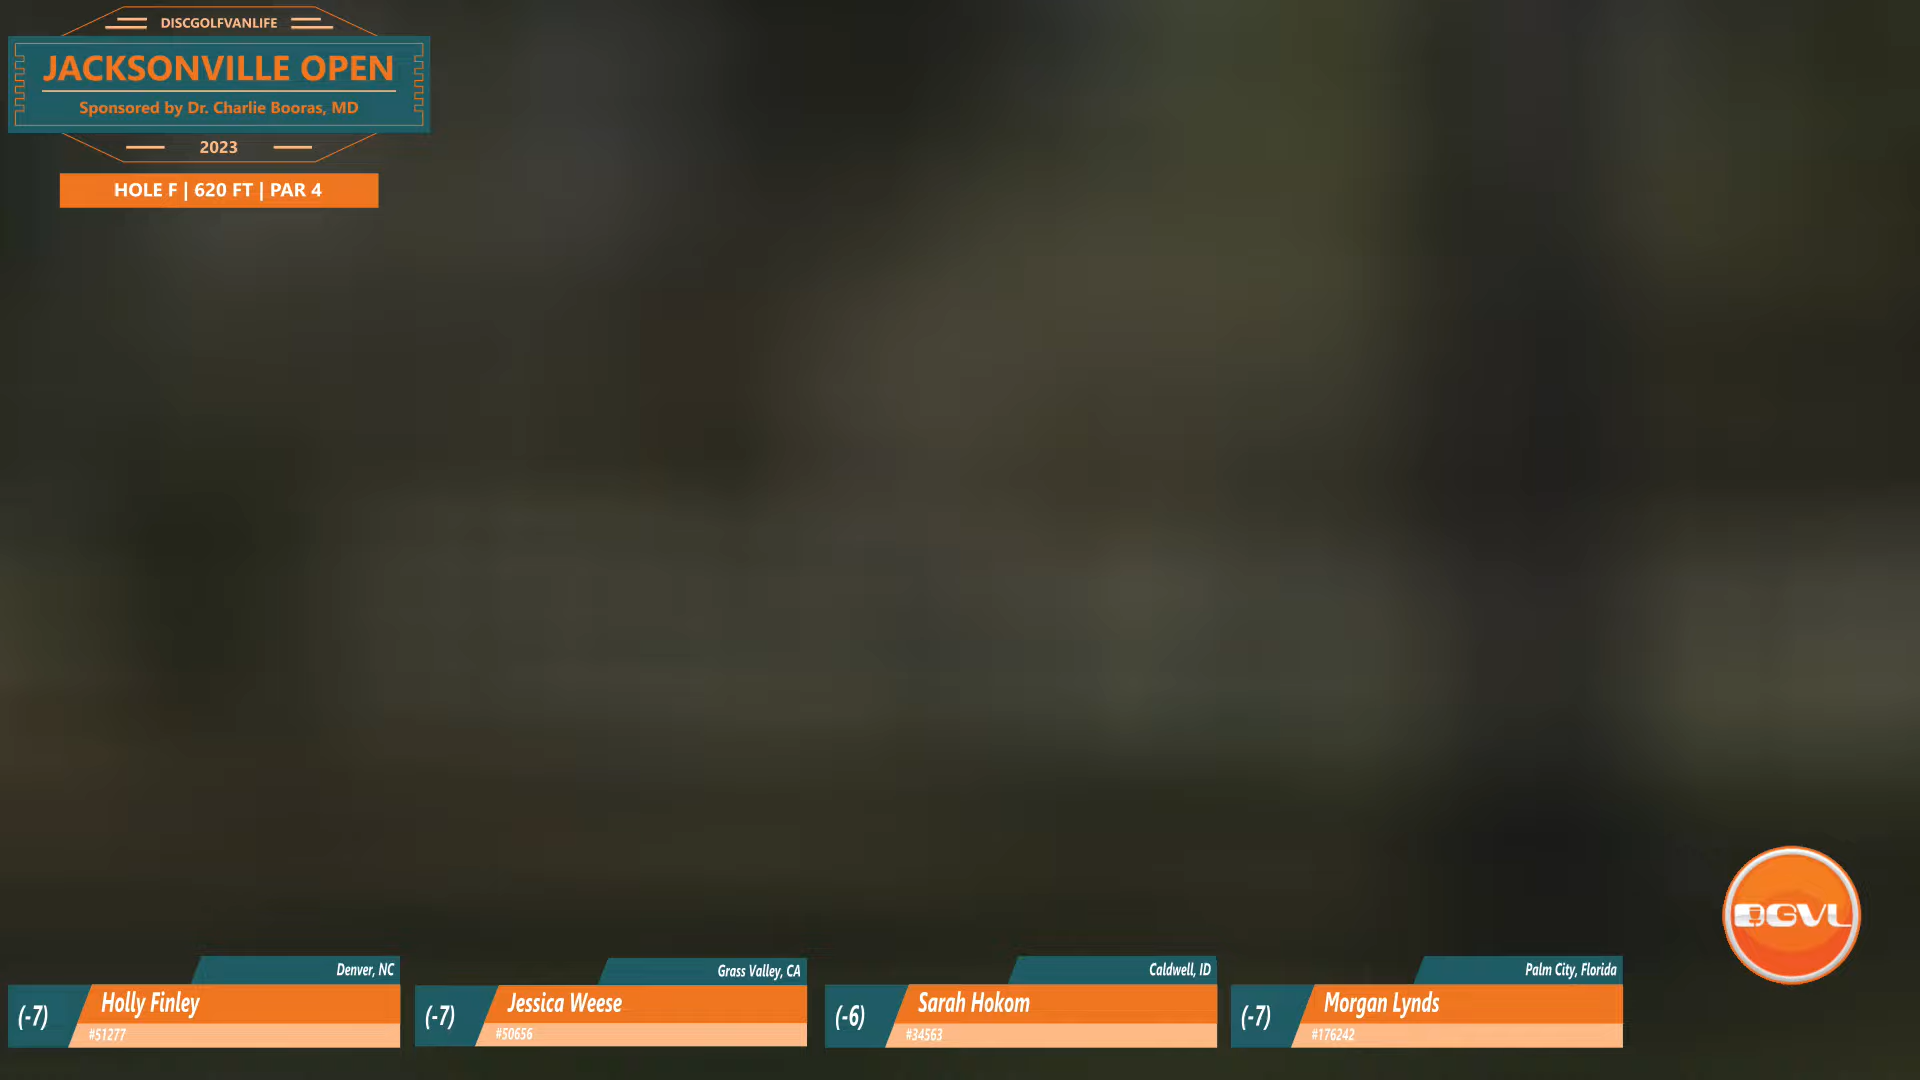 DISCGOLFVANLIFE
JACKSONVILLE OPEN
Sponsored by Dr. Charlie Booras, MD
2023
HOLE F | 620 FT | PAR 4
DGVL
Denver, NC
(-7) Holly Finley
#51277
Grass Valley, CA
(-7) Jessica Weese
#50656
Caldwell, ID
(-6) Sarah Hokom
#34563
Palm City, Florida
(-7) Morgan Lynds
#176242